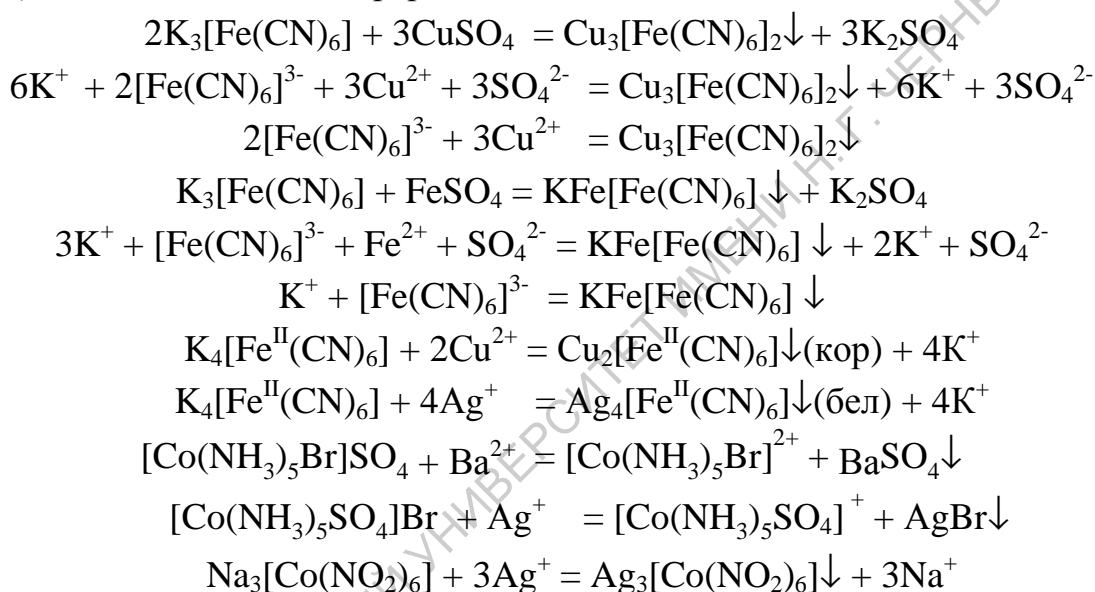 2K₃[Fe(CN)₆] + 3CuSO₄ = Cu₃[Fe(CN)₆]₂↓ + 3K₂SO₄
6K⁺ + 2[Fe(CN)₆]³⁻ + 3Cu²⁺ + 3SO₄²⁻ = Cu₃[Fe(CN)₆]₂↓ + 6K⁺ + 3SO₄²⁻
2[Fe(CN)₆]³⁻ + 3Cu²⁺ = Cu₃[Fe(CN)₆]₂↓
K₃[Fe(CN)₆] + FeSO₄ = KFe[Fe(CN)₆] ↓ + K₂SO₄
3K⁺ + [Fe(CN)₆]³⁻ + Fe²⁺ + SO₄²⁻ = KFe[Fe(CN)₆] ↓ + 2K⁺ + SO₄²⁻
K⁺ + [Fe(CN)₆]³⁻ = KFe[Fe(CN)₆] ↓
K₄[Feᴵᴵ(CN)₆] + 2Cu²⁺ = Cu₂[Feᴵᴵ(CN)₆]↓(кор) + 4К⁺
K₄[Feᴵᴵ(CN)₆] + 4Ag⁺ = Ag₄[Feᴵᴵ(CN)₆]↓(бел) + 4К⁺
[Co(NH₃)₅Br]SO₄ + Ba²⁺ = [Co(NH₃)₅Br]²⁺ + BaSO₄↓
[Co(NH₃)₅SO₄]Br + Ag⁺ = [Co(NH₃)₅SO₄]⁺ + AgBr↓
Na₃[Co(NO₂)₆] + 3Ag⁺ = Ag₃[Co(NO₂)₆]↓ + 3Na⁺
УНИВЕРСИТЕТ ИМЕНИ Н.Г.